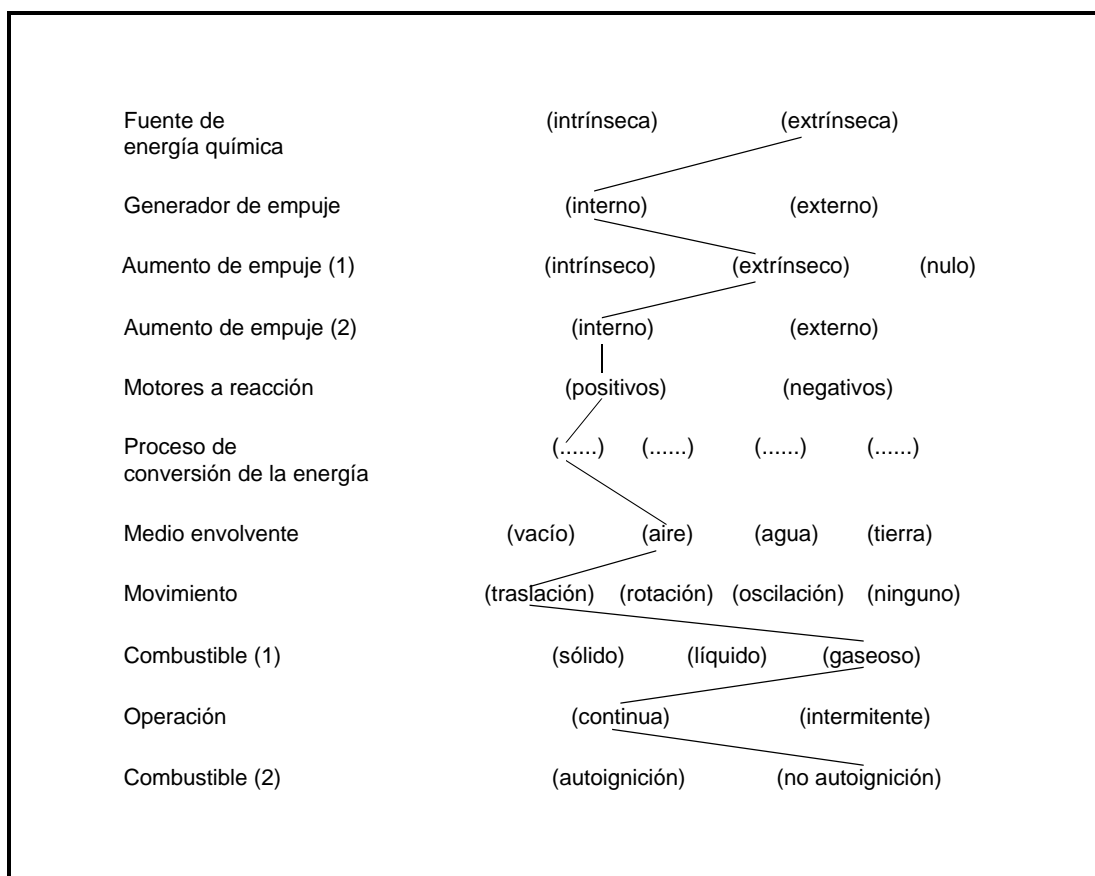 Fuente de (intrínseca) (extrínseca)
energía química
Generador de empuje (interno) (externo)
Aumento de empuje (1) (intrínseco) (extrínseco) (nulo)
Aumento de empuje (2) (interno) (externo)
Motores a reacción (positivos) (negativos)
Proceso de (......) (......) (......) (......)
conversión de la energía
Medio envolvente (vacío) (aire) (agua) (tierra)
Movimiento (traslación) (rotación) (oscilación) (ninguno)
Combustible (1) (sólido) (líquido) (gaseoso)
Operación (continua) (intermitente)
Combustible (2) (autoignición) (no autoignición)